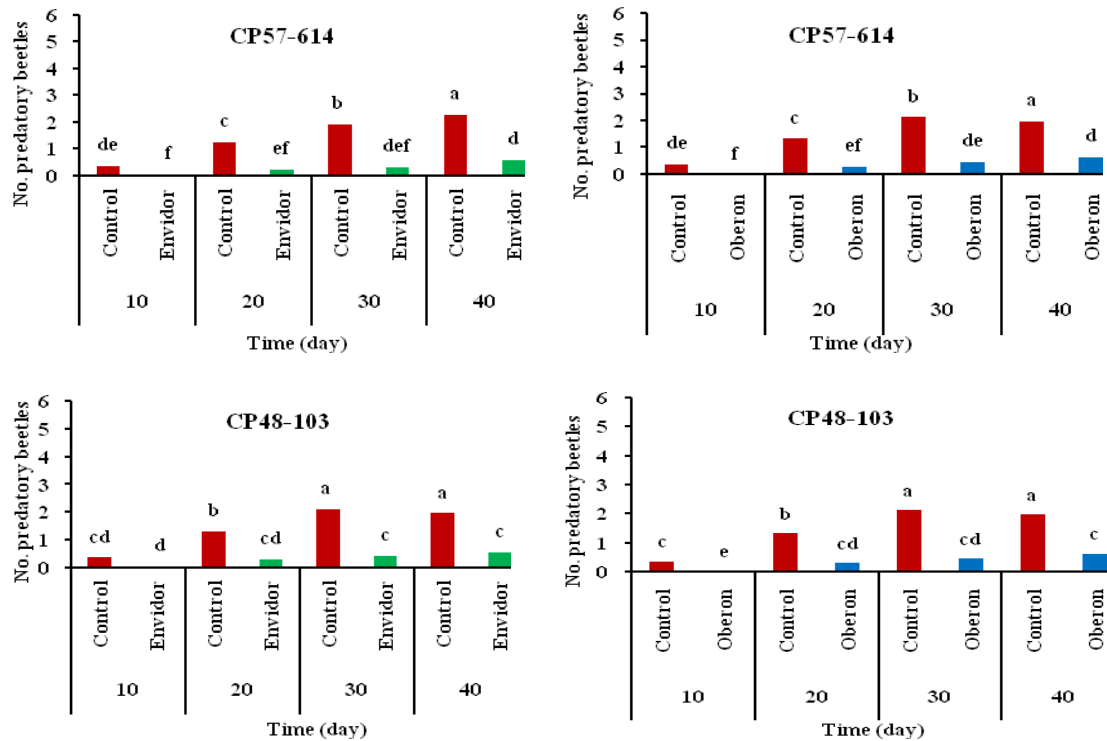 CP57-614
No. predatory beetles
6
5
4
3
2
1
0
de
f
c
ef
b
def
a
d
Control
Envidor
Control
Envidor
Control
Envidor
Control
Envidor
10
20
30
40
Time (day)
CP57-614
No. predatory beetles
6
5
4
3
2
1
0
de
f
c
ef
b
de
a
d
Control
Oberon
Control
Oberon
Control
Oberon
Control
Oberon
10
20
30
40
Time (day)
CP48-103
No. predatory beetles
6
5
4
3
2
1
0
cd
d
b
cd
a
c
a
c
Control
Envidor
Control
Envidor
Control
Envidor
Control
Envidor
10
20
30
40
Time (day)
CP48-103
No. predatory beetles
6
5
4
3
2
1
0
c
e
b
cd
a
cd
a
c
Control
Oberon
Control
Oberon
Control
Oberon
Control
Oberon
10
20
30
40
Time (day)